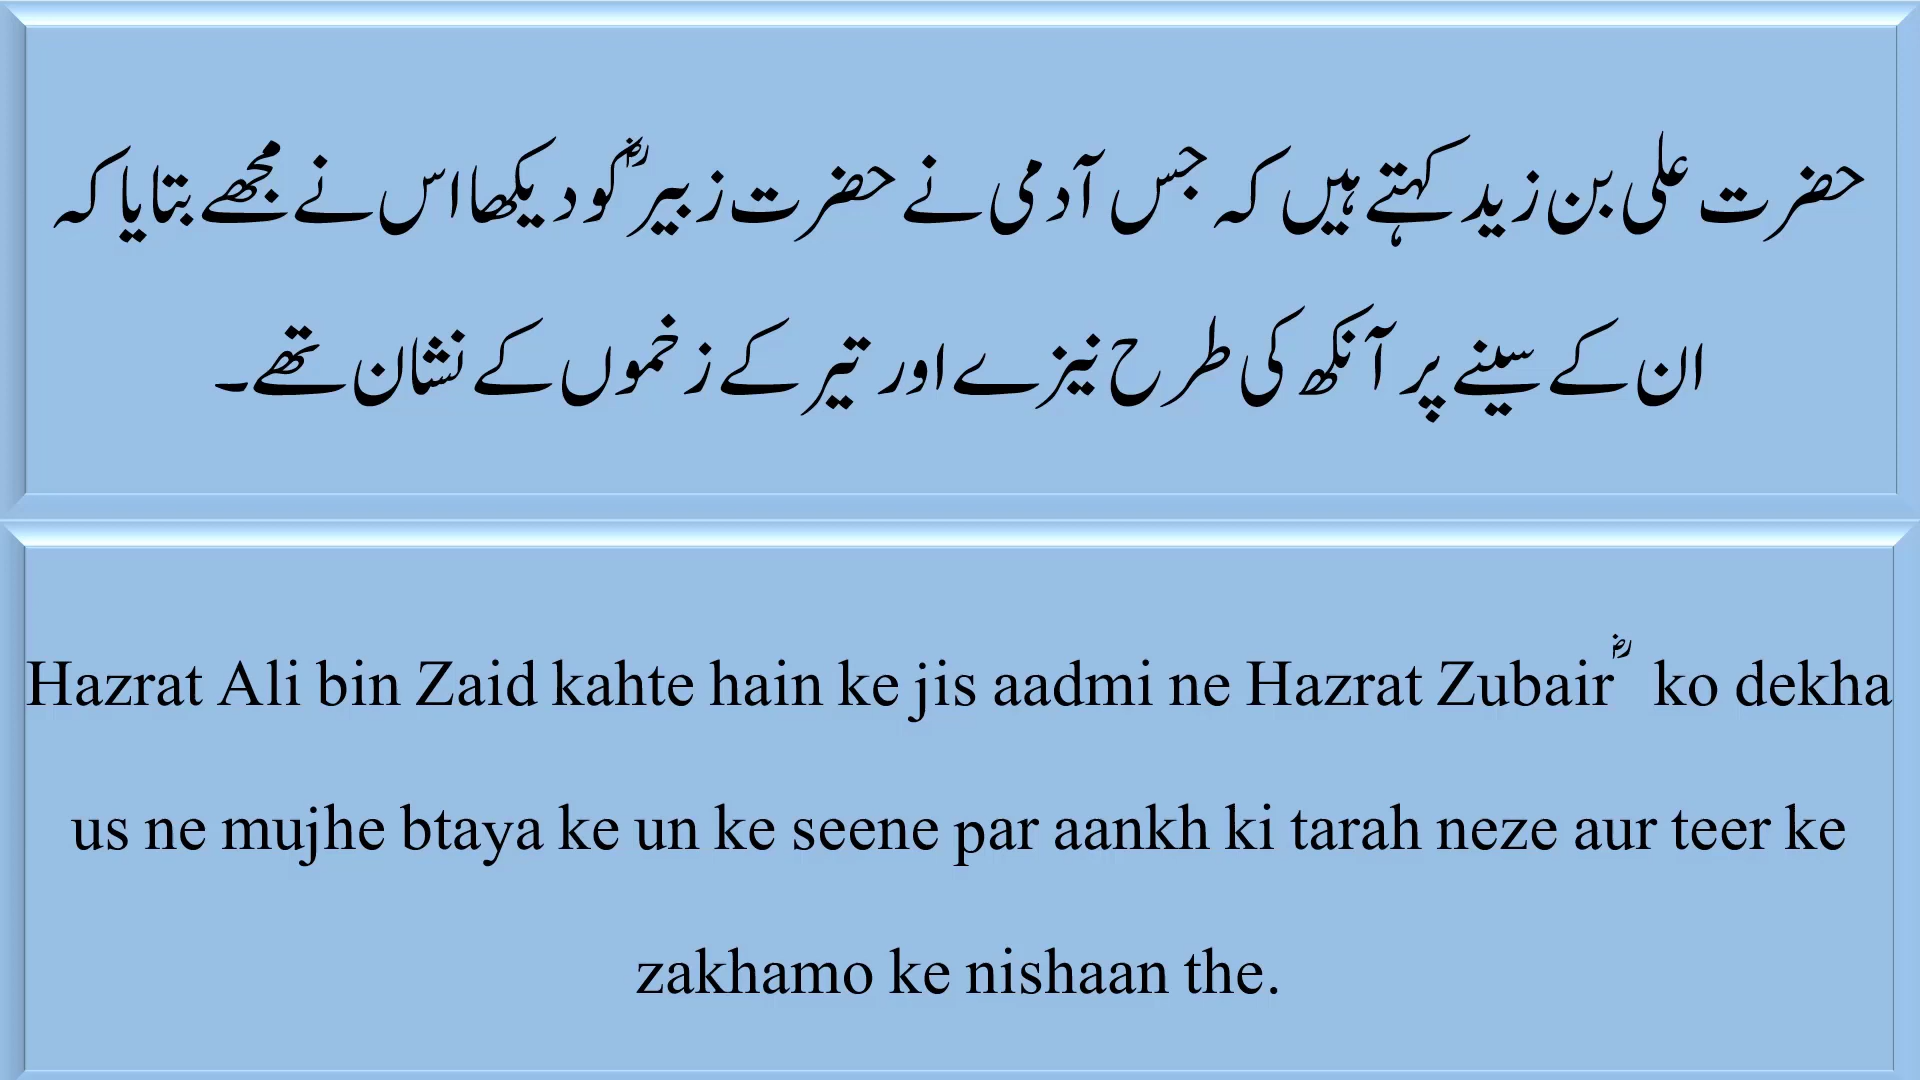 حضرت علی بن زید کہتے ہیں کہ جس آدمی نے حضرت زبیرؓ کو دیکھا اس نے مجھے بتایا کہ
ان کے سینے پر آنکھ کی طرح نیزے اور تیر کے زخموں کے نشان تھے۔
Hazrat Ali bin Zaid kahte hain ke jis aadmi ne Hazrat Zubairؓ ko dekha
us ne mujhe btaya ke un ke seene par aankh ki tarah neze aur teer ke
zakhamo ke nishaan the.